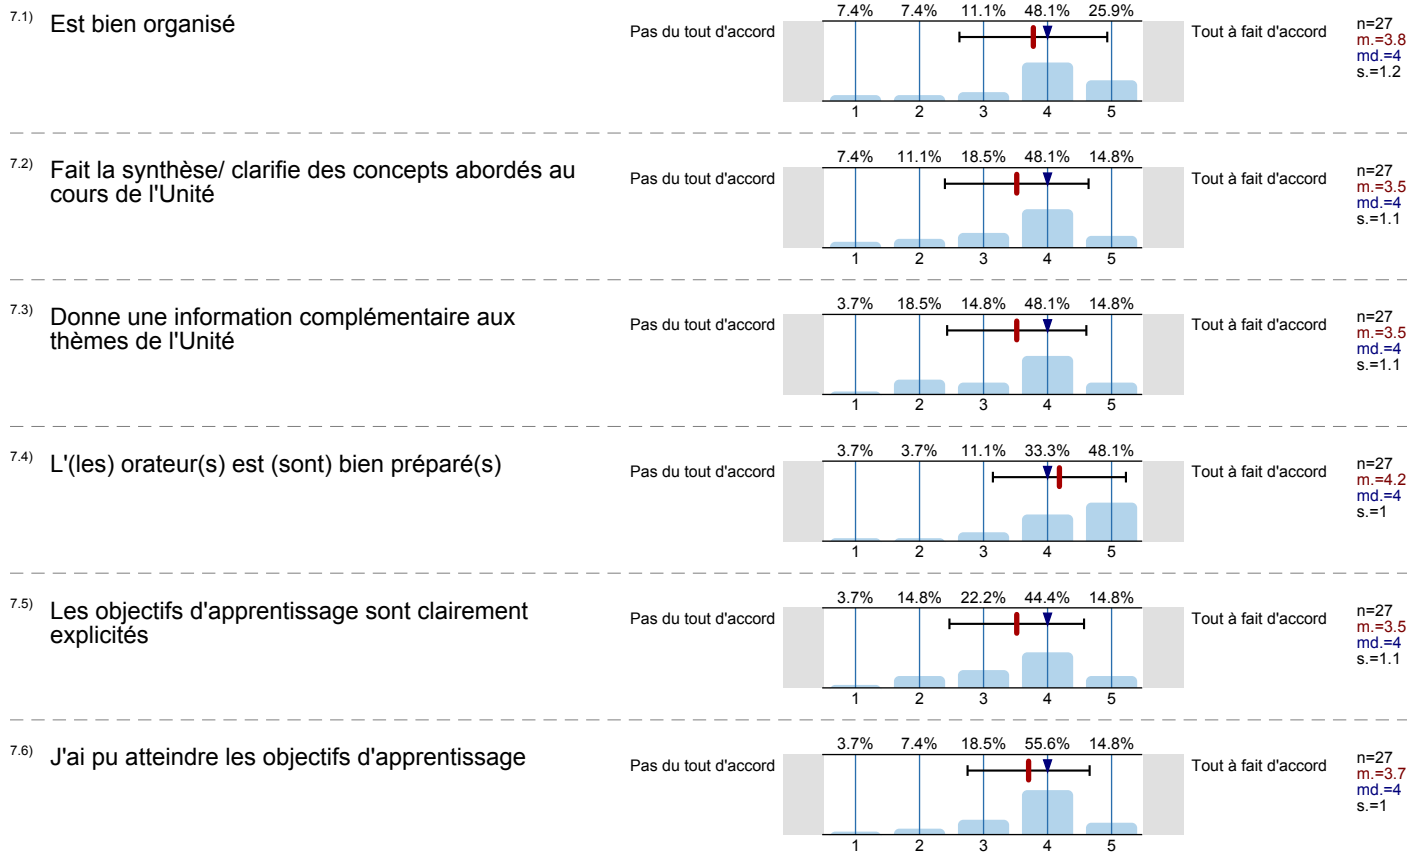 7.4% 7.4% 11.1% 48.1% 25.9%
7.1) Est bien organisé
Pas du tout d'accord
Tout à fait d'accord
n=27
m.=3.8
md.=4
s.=1.2
1 2 3 4 5
7.4% 11.1% 18.5% 48.1% 14.8%
7.2) Fait la synthèse/ clarifie des concepts abordés au
cours de l'Unité
Pas du tout d'accord
Tout à fait d'accord
n=27
m.=3.5
md.=4
s.=1.1
1 2 3 4 5
3.7% 18.5% 14.8% 48.1% 14.8%
7.3) Donne une information complémentaire aux
thèmes de l'Unité
Pas du tout d'accord
Tout à fait d'accord
n=27
m.=3.5
md.=4
s.=1.1
1 2 3 4 5
3.7% 3.7% 11.1% 33.3% 48.1%
7.4) L'(les) orateur(s) est (sont) bien préparé(s)
Pas du tout d'accord
Tout à fait d'accord
n=27
m.=4.2
md.=4
s.=1
1 2 3 4 5
3.7% 14.8% 22.2% 44.4% 14.8%
7.5) Les objectifs d'apprentissage sont clairement
explicités
Pas du tout d'accord
Tout à fait d'accord
n=27
m.=3.5
md.=4
s.=1.1
1 2 3 4 5
3.7% 7.4% 18.5% 55.6% 14.8%
7.6) J'ai pu atteindre les objectifs d'apprentissage
Pas du tout d'accord
Tout à fait d'accord
n=27
m.=3.7
md.=4
s.=1
1 2 3 4 5